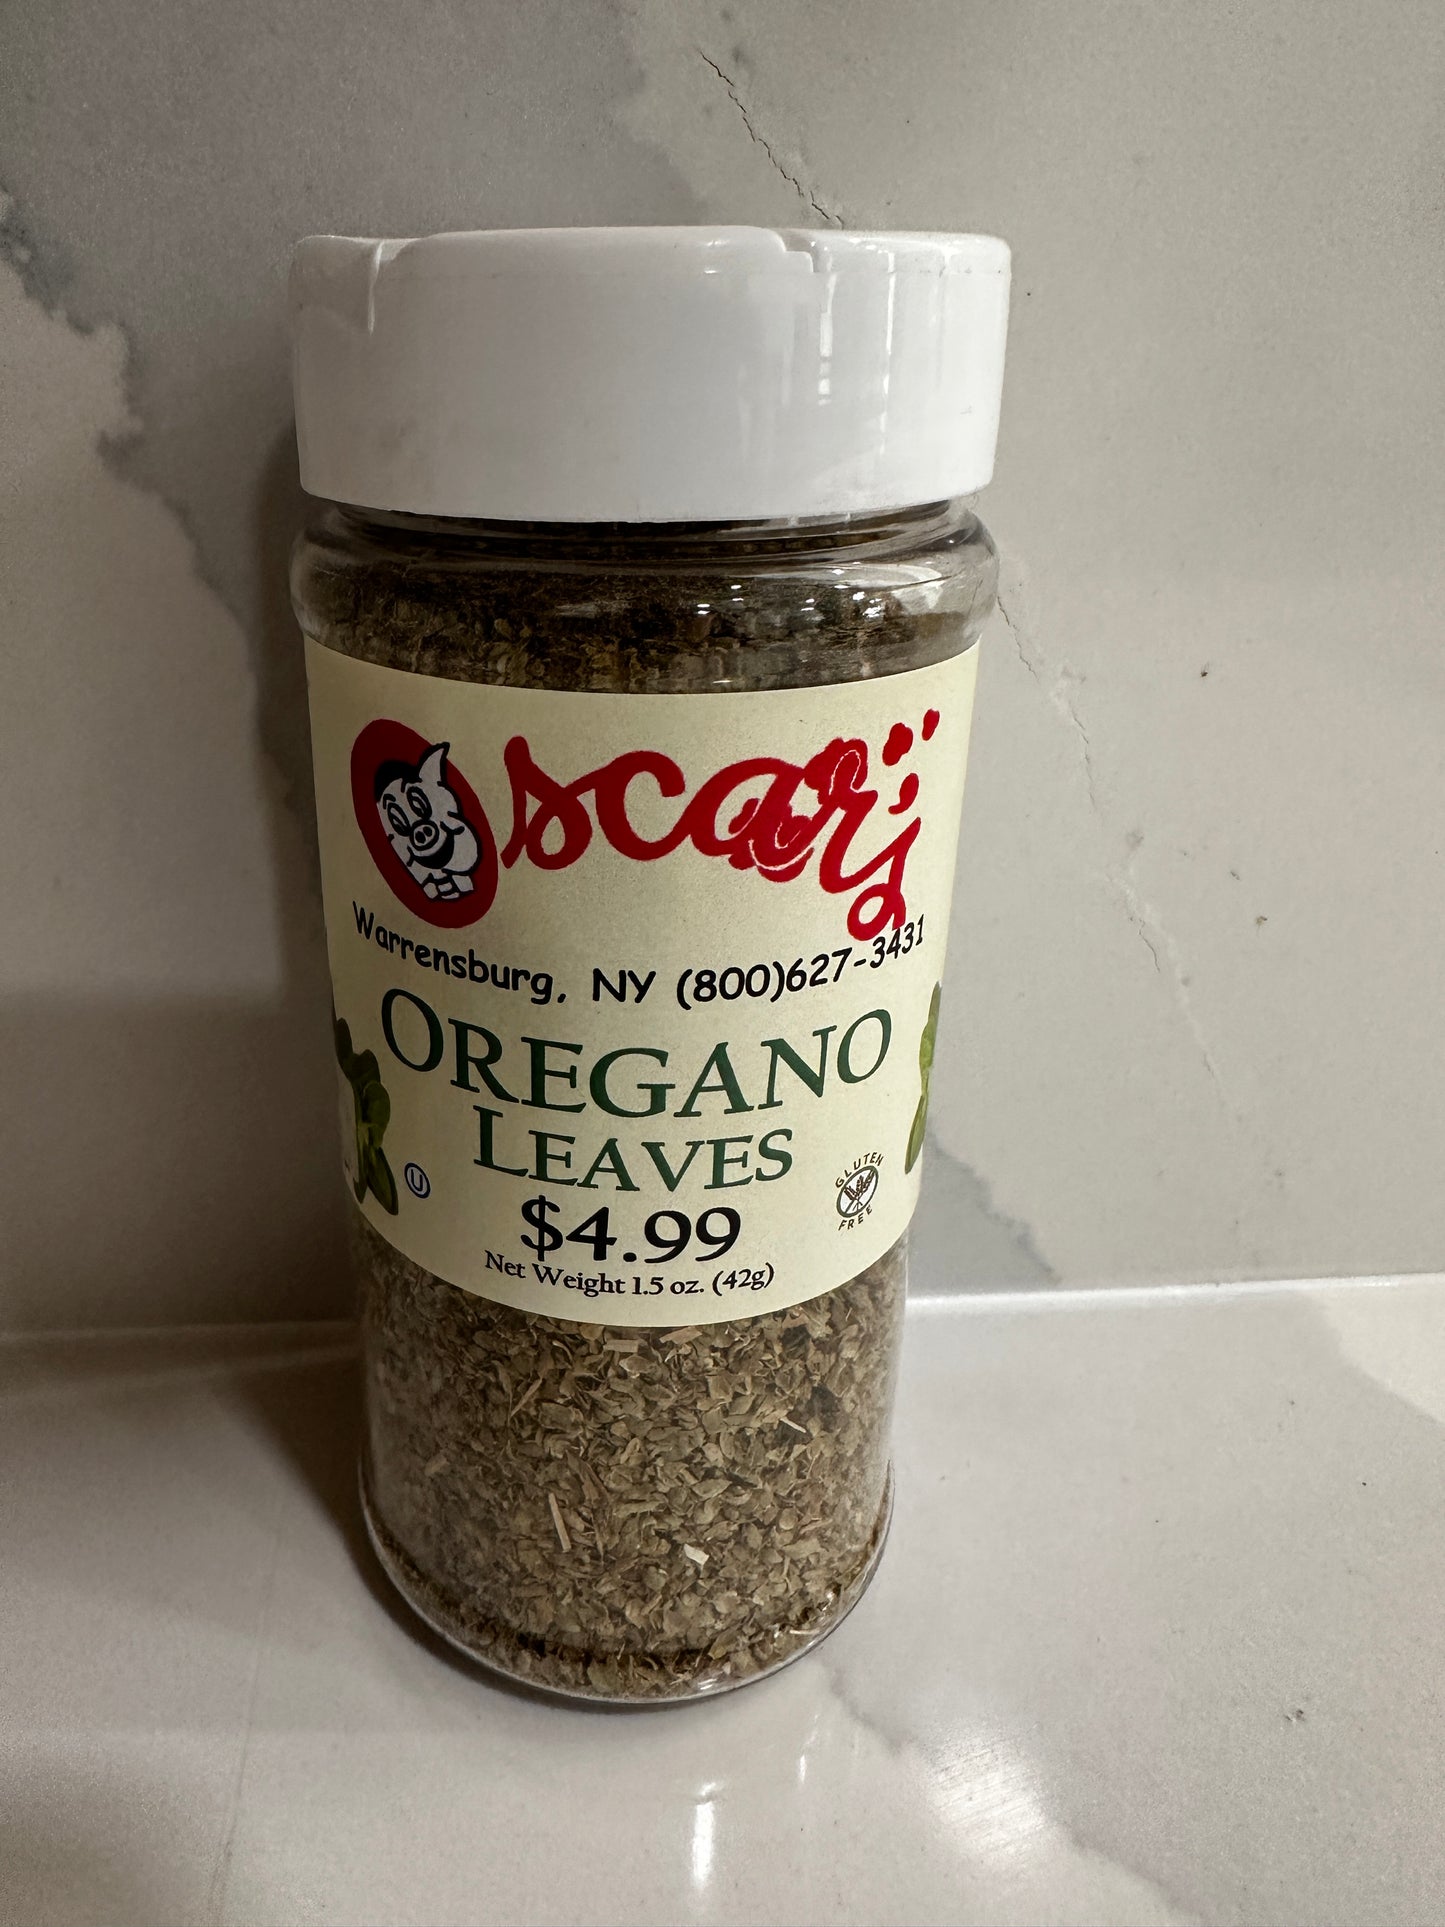 Oscar's
Warrensburg, NY (800)627-3431
OREGANO
LEAVES
U
GLUTEN
FREE
$4.99
Net Weight 1.5 oz. (42g)